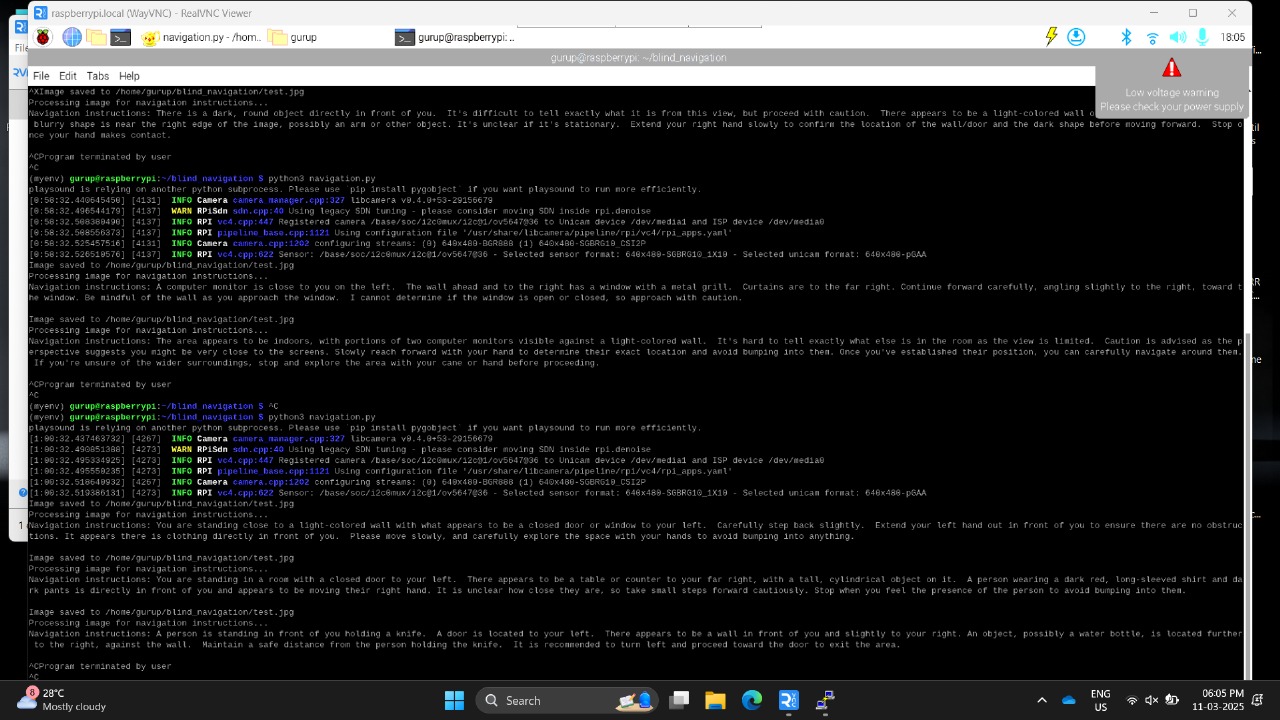 raspberrypi.local (WayVNC) - RealVNC Viewer
navigation.py - /hom.. gurup gurup@raspberrypi: .. 18:05
gurup@raspberrypi: ~/blind_navigation
File Edit Tabs Help
Low voltage warning
Please check your power supply
^XImage saved to /home/gurup/blind_navigation/test.jpg
Processing image for navigation instructions...
Navigation instructions: There is a dark, round object directly in front of you.  It's difficult to tell exactly what it is from this view, but proceed with caution.  There appears to be a light-colored wall o
 blurry shape is near the right edge of the image, possibly an arm or other object. It's unclear if it's stationary.  Extend your right hand slowly to confirm the location of the wall/door and the dark shape before moving forward.  Stop o
nce your hand makes contact.
^CProgram terminated by user
^C
(myenv) gurup@raspberrypi:~/blind_navigation $ python3 navigation.py
playsound is relying on another python subprocess. Please use `pip install pygobject` if you want playsound to run more efficiently.
[0:58:32.440645450] [4131]  INFO Camera camera_manager.cpp:327 libcamera v0.4.0+53-29156679
[0:58:32.496544179] [4137]  WARN RPiSdn sdn.cpp:40 Using legacy SDN tuning - please consider moving SDN inside rpi.denoise
[0:58:32.508380490] [4137]  INFO RPI vc4.cpp:447 Registered camera /base/soc/i2c0mux/i2c@1/ov5647@36 to Unicam device /dev/media1 and ISP device /dev/media0
[0:58:32.508556373] [4137]  INFO RPI pipeline_base.cpp:1121 Using configuration file '/usr/share/libcamera/pipeline/rpi/vc4/rpi_apps.yaml'
[0:58:32.525457516] [4131]  INFO Camera camera.cpp:1202 configuring streams: (0) 640x480-BGR888 (1) 640x480-SGBRG10_CSI2P
[0:58:32.526519576] [4137]  INFO RPI vc4.cpp:622 Sensor: /base/soc/i2c0mux/i2c@1/ov5647@36 - Selected sensor format: 640x480-SGBRG10_1X10 - Selected unicam format: 640x480-pGAA
Image saved to /home/gurup/blind_navigation/test.jpg
Processing image for navigation instructions...
Navigation instructions: A computer monitor is close to you on the left.  The wall ahead and to the right has a window with a metal grill.  Curtains are to the far right. Continue forward carefully, angling slightly to the right, toward t
he window. Be mindful of the wall as you approach the window.  I cannot determine if the window is open or closed, so approach with caution.
Image saved to /home/gurup/blind_navigation/test.jpg
Processing image for navigation instructions...
Navigation instructions: The area appears to be indoors, with portions of two computer monitors visible against a light-colored wall.  It's hard to tell exactly what else is in the room as the view is limited.  Caution is advised as the p
erspective suggests you might be very close to the screens. Slowly reach forward with your hand to determine their exact location and avoid bumping into them. Once you've established their position, you can carefully navigate around them.
 If you're unsure of the wider surroundings, stop and explore the area with your cane or hand before proceeding.
^CProgram terminated by user
^C
(myenv) gurup@raspberrypi:~/blind_navigation $ ^C
(myenv) gurup@raspberrypi:~/blind_navigation $ python3 navigation.py
playsound is relying on another python subprocess. Please use `pip install pygobject` if you want playsound to run more efficiently.
[1:00:32.437463732] [4267]  INFO Camera camera_manager.cpp:327 libcamera v0.4.0+53-29156679
[1:00:32.490851308] [4273]  WARN RPiSdn sdn.cpp:40 Using legacy SDN tuning - please consider moving SDN inside rpi.denoise
[1:00:32.495334925] [4273]  INFO RPI vc4.cpp:447 Registered camera /base/soc/i2c0mux/i2c@1/ov5647@36 to Unicam device /dev/media1 and ISP device /dev/media0
[1:00:32.495559235] [4273]  INFO RPI pipeline_base.cpp:1121 Using configuration file '/usr/share/libcamera/pipeline/rpi/vc4/rpi_apps.yaml'
[1:00:32.518640932] [4267]  INFO Camera camera.cpp:1202 configuring streams: (0) 640x480-BGR888 (1) 640x480-SGBRG10_CSI2P
[1:00:32.519386131] [4273]  INFO RPI vc4.cpp:622 Sensor: /base/soc/i2c0mux/i2c@1/ov5647@36 - Selected sensor format: 640x480-SGBRG10_1X10 - Selected unicam format: 640x480-pGAA
Image saved to /home/gurup/blind_navigation/test.jpg
Processing image for navigation instructions...
Navigation instructions: You are standing close to a light-colored wall with what appears to be a closed door or window to your left.  Carefully step back slightly.  Extend your left hand out in front of you to ensure there are no obstruc
tions. It appears there is clothing directly in front of you.  Please move slowly, and carefully explore the space with your hands to avoid bumping into anything.
Image saved to /home/gurup/blind_navigation/test.jpg
Processing image for navigation instructions...
Navigation instructions: You are standing in a room with a closed door to your left.  There appears to be a table or counter to your far right, with a tall, cylindrical object on it.  A person wearing a dark red, long-sleeved shirt and da
rk pants is directly in front of you and appears to be moving their right hand. It is unclear how close they are, so take small steps forward cautiously. Stop when you feel the presence of the person to avoid bumping into them.
Image saved to /home/gurup/blind_navigation/test.jpg
Processing image for navigation instructions...
Navigation instructions: A person is standing in front of you holding a knife.  A door is located to your left.  There appears to be a wall in front of you and slightly to your right. An object, possibly a water bottle, is located further
 to the right, against the wall.  Maintain a safe distance from the person holding the knife.  It is recommended to turn left and proceed toward the door to exit the area.
^CProgram terminated by user
^C
8 28°C
Mostly cloudy
Search
ENG
US
06:05 PM
11-03-2025